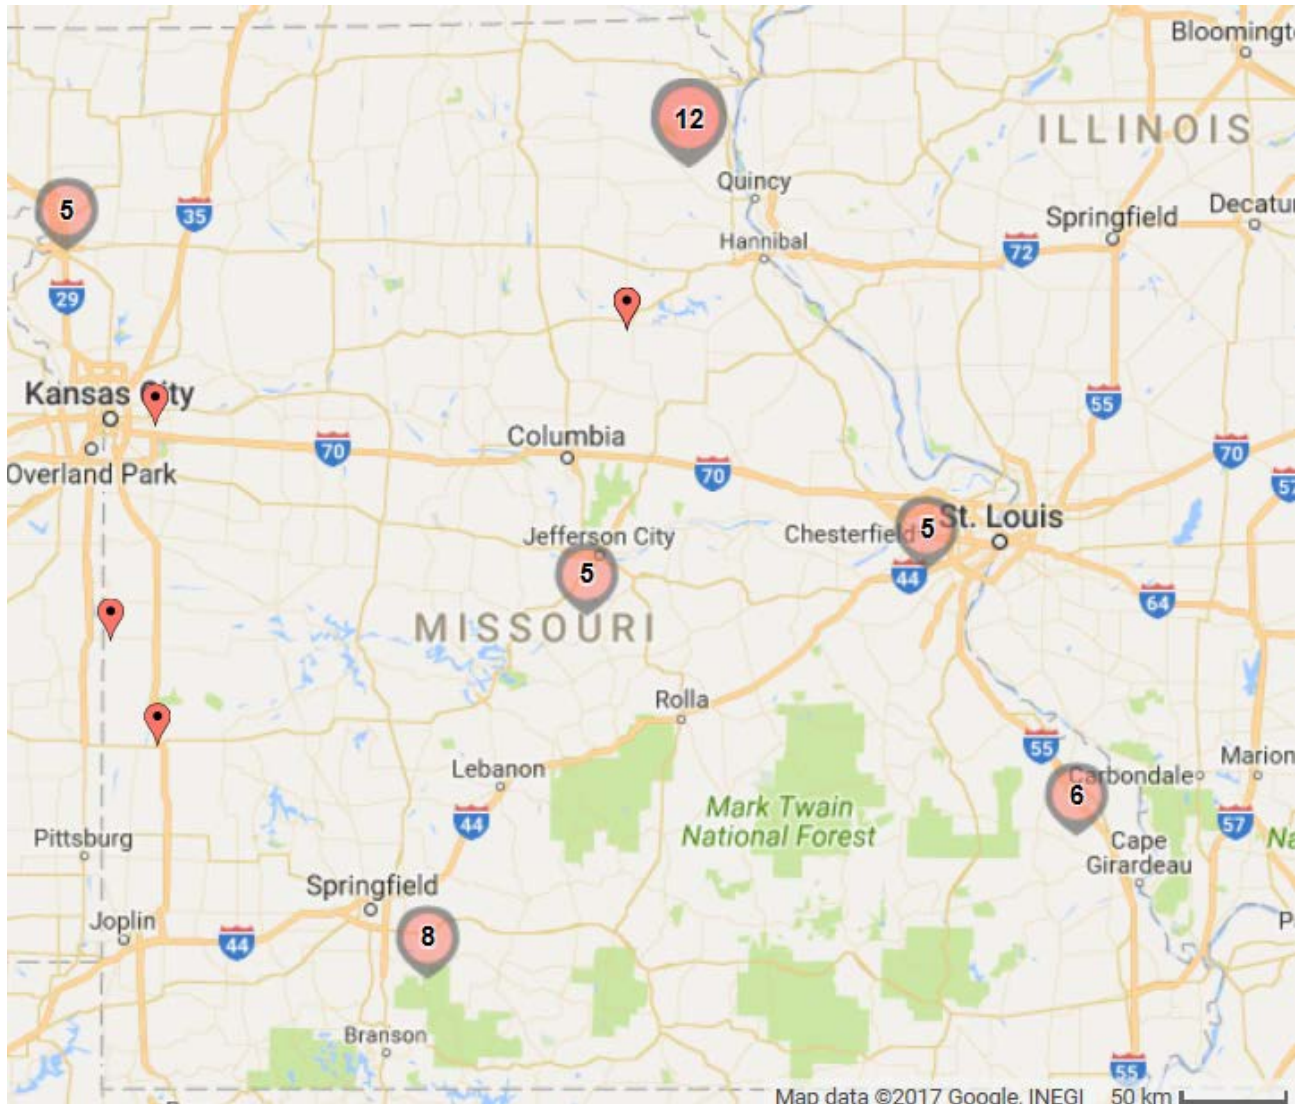 Bloomingt
12
ILLINOIS
Quincy
5
35
Springfield
Decatu
Hannibal
72
29
Kansas City
55
Columbia
70
70
70
Overland Park
57
St. Louis
5
Chesterfield
Jefferson City
5
44
64
MISSOURI
Rolla
55
Marion
Lebanon
Carbondale
6
Mark Twain
National Forest
44
57
Pittsburg
Cape
Girardeau
Na
Springfield
Joplin
P
44
8
Branson
55
Map data ©2017 Google, INEGI
50 km